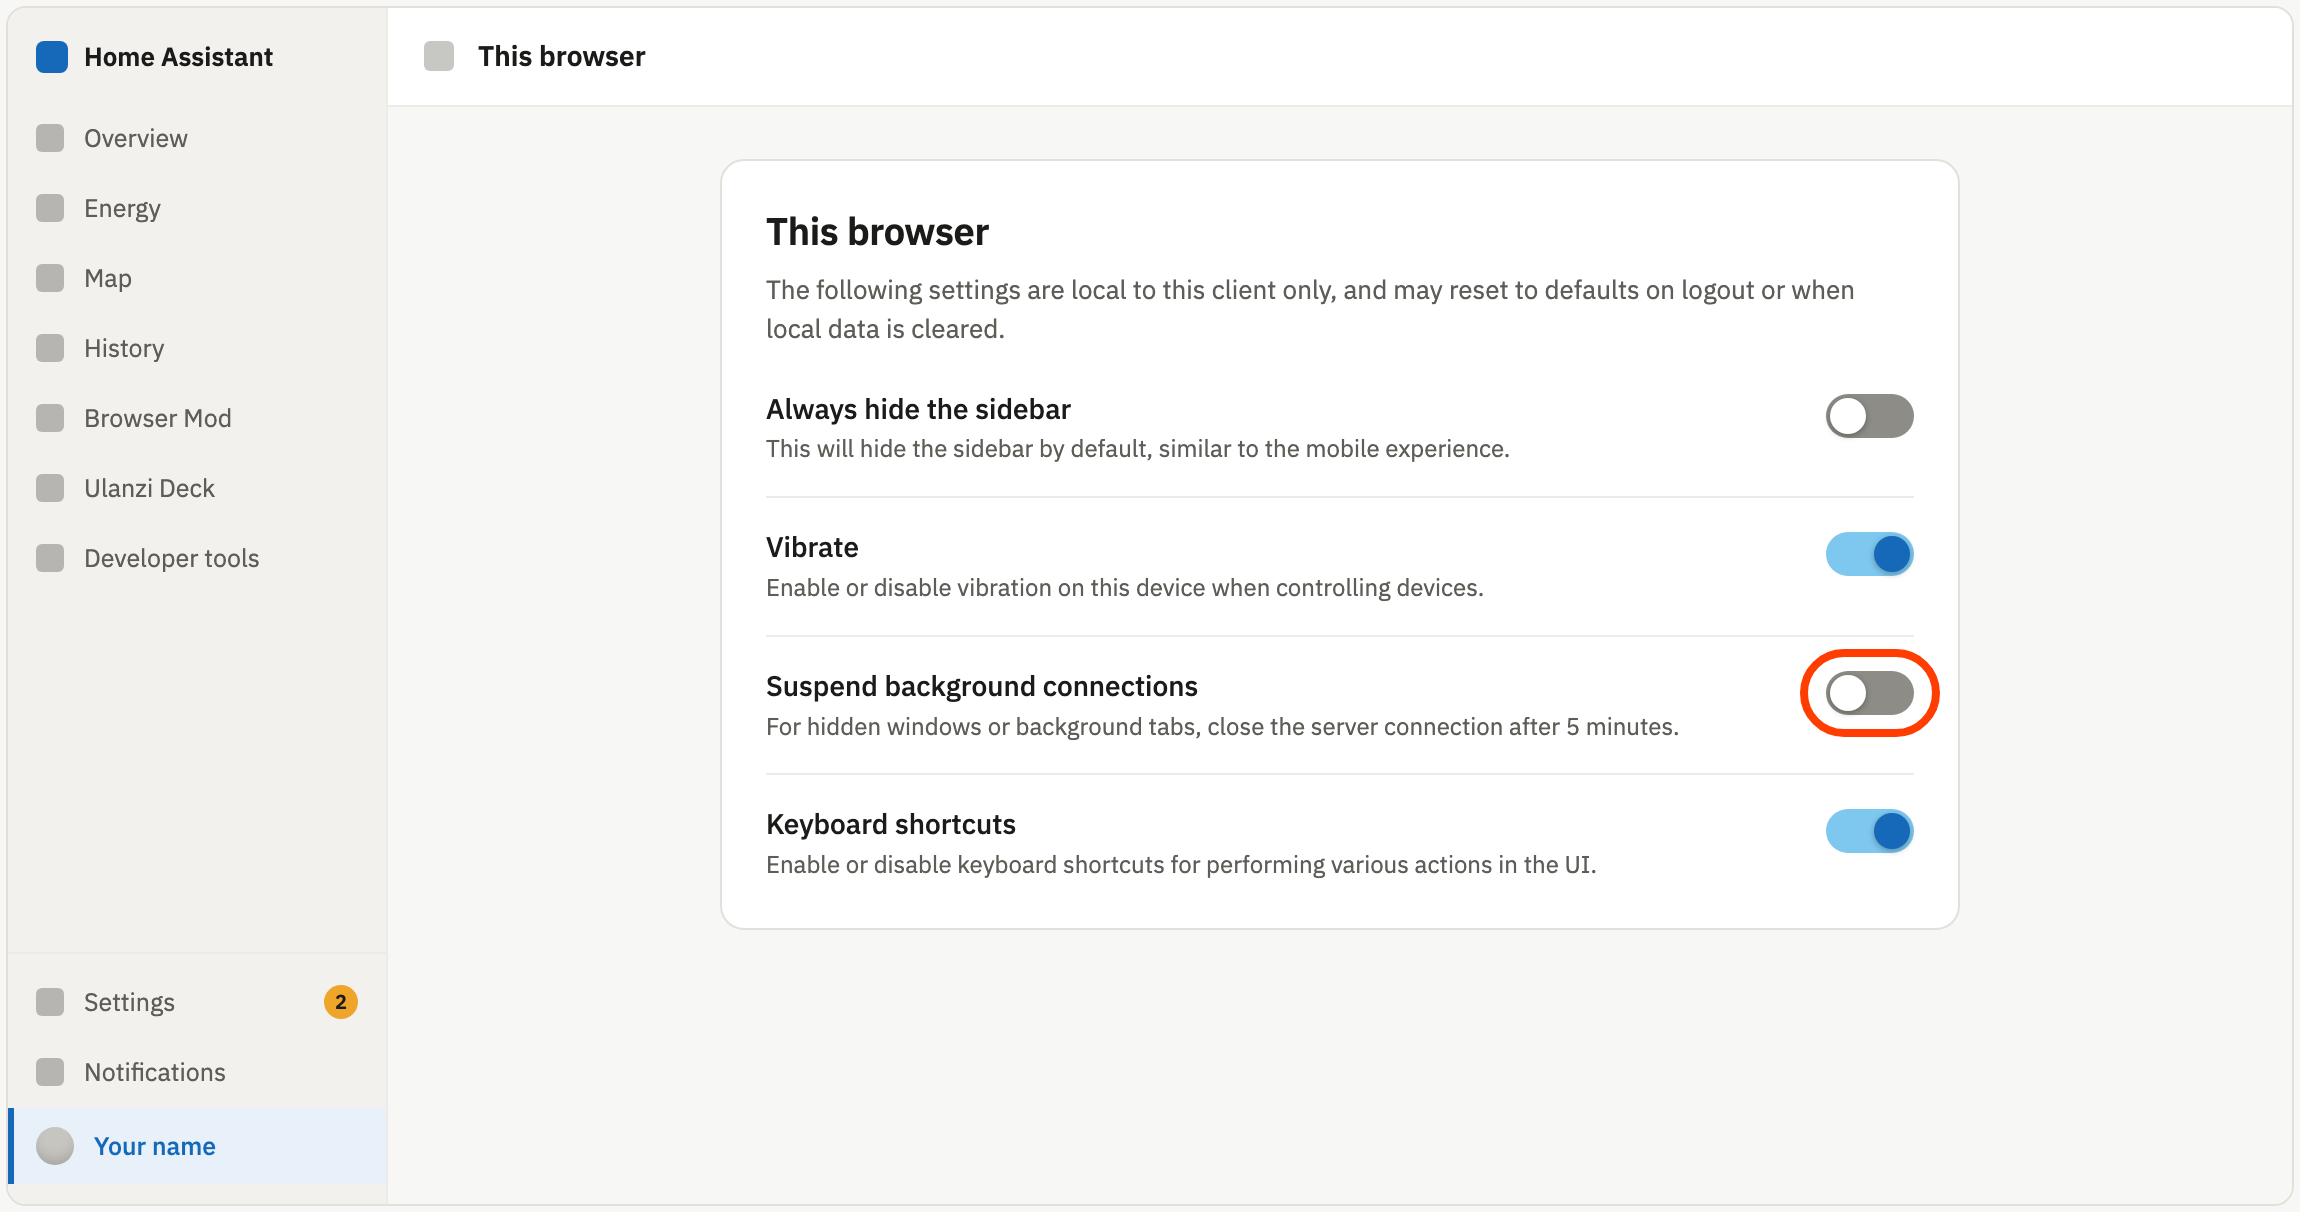 Home Assistant
Overview
Energy
Map
History
Browser Mod
Ulanzi Deck
Developer tools
Settings
2
Notifications
Your name
This browser
This browser
The following settings are local to this client only, and may reset to defaults on logout or when
local data is cleared.
Always hide the sidebar
This will hide the sidebar by default, similar to the mobile experience.
Vibrate
Enable or disable vibration on this device when controlling devices.
Suspend background connections
For hidden windows or background tabs, close the server connection after 5 minutes.
Keyboard shortcuts
Enable or disable keyboard shortcuts for performing various actions in the UI.